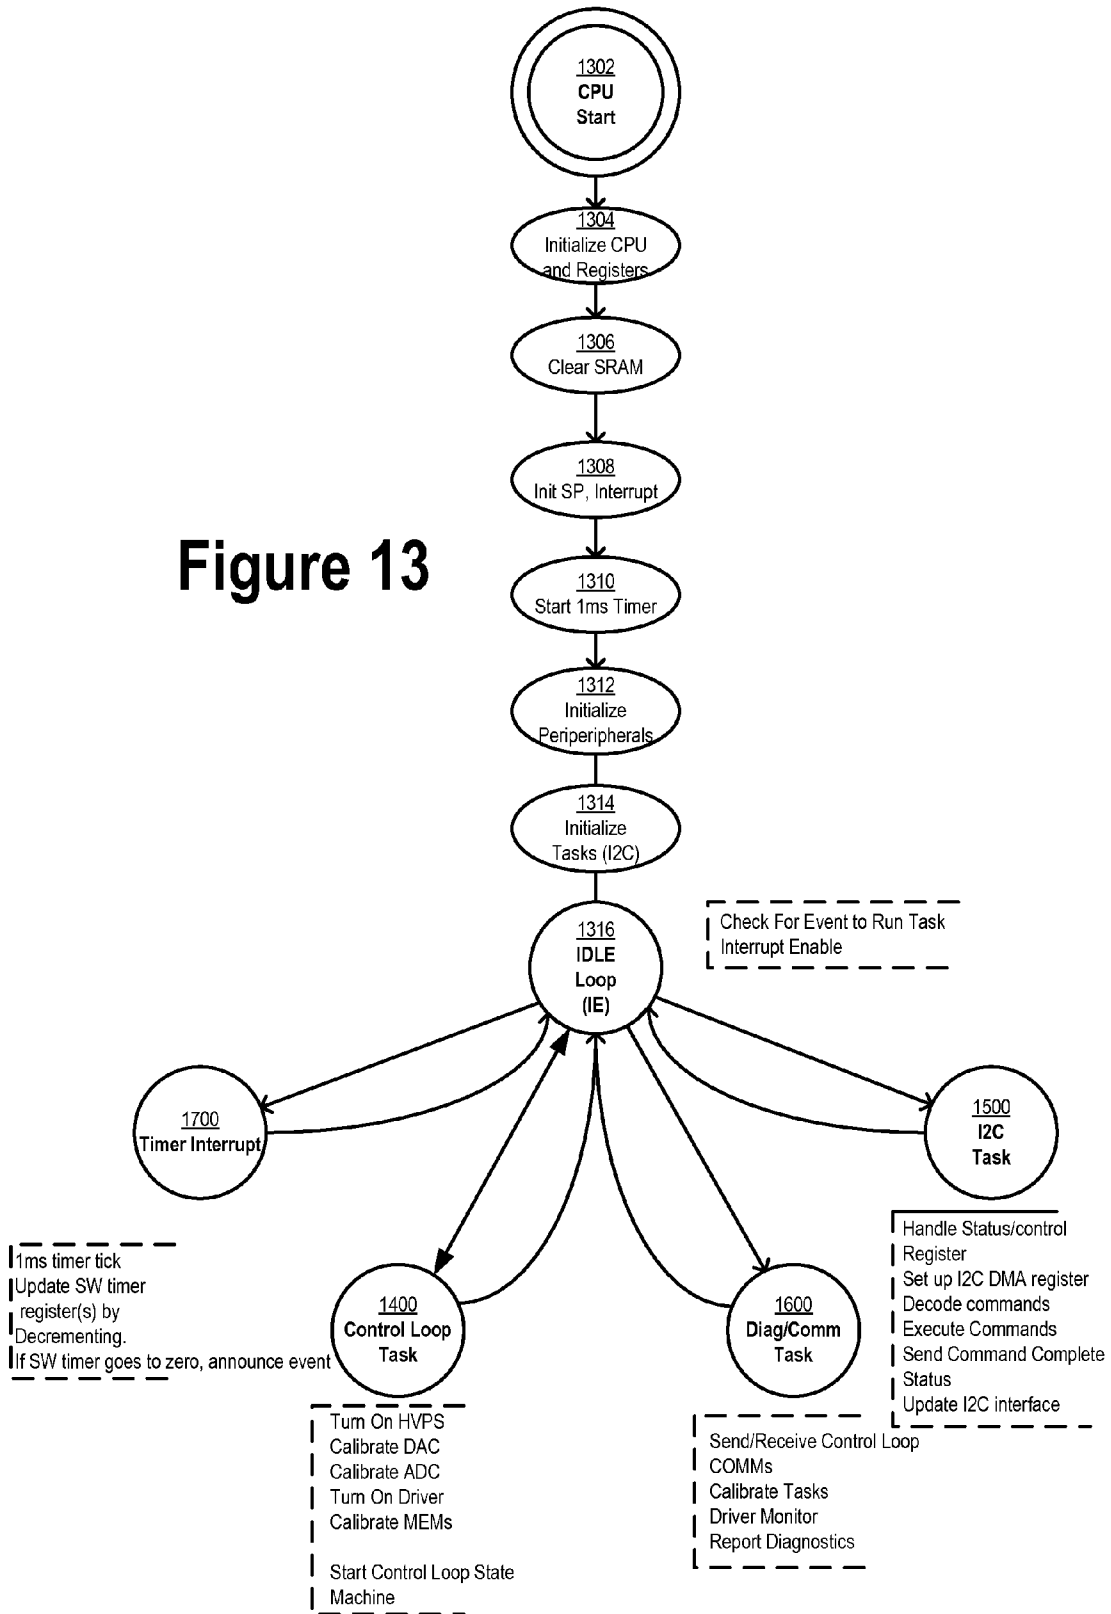 1302
CPU
Start
1304
Initialize CPU
and Registers
1306
Clear SRAM
1308
Init SP, Interrupt
Figure 13
1310
Start 1ms Timer
1312
Initialize
Periperipherals
1314
Initialize
Tasks (I2C)
1316
IDLE
Loop
(IE)
Check For Event to Run Task
Interrupt Enable
1700
Timer Interrupt
1500
I2C
Task
1ms timer tick
Update SW timer
register(s) by
Decrementing.
If SW timer goes to zero, announce event
1400
Control Loop
Task
1600
Diag/Comm
Task
Handle Status/control
Register
Set up I2C DMA register
Decode commands
Execute Commands
Send Command Complete
Status
Update I2C interface
Turn On HVPS
Calibrate DAC
Calibrate ADC
Turn On Driver
Calibrate MEMs
Start Control Loop State
Machine
Send/Receive Control Loop
COMMs
Calibrate Tasks
Driver Monitor
Report Diagnostics